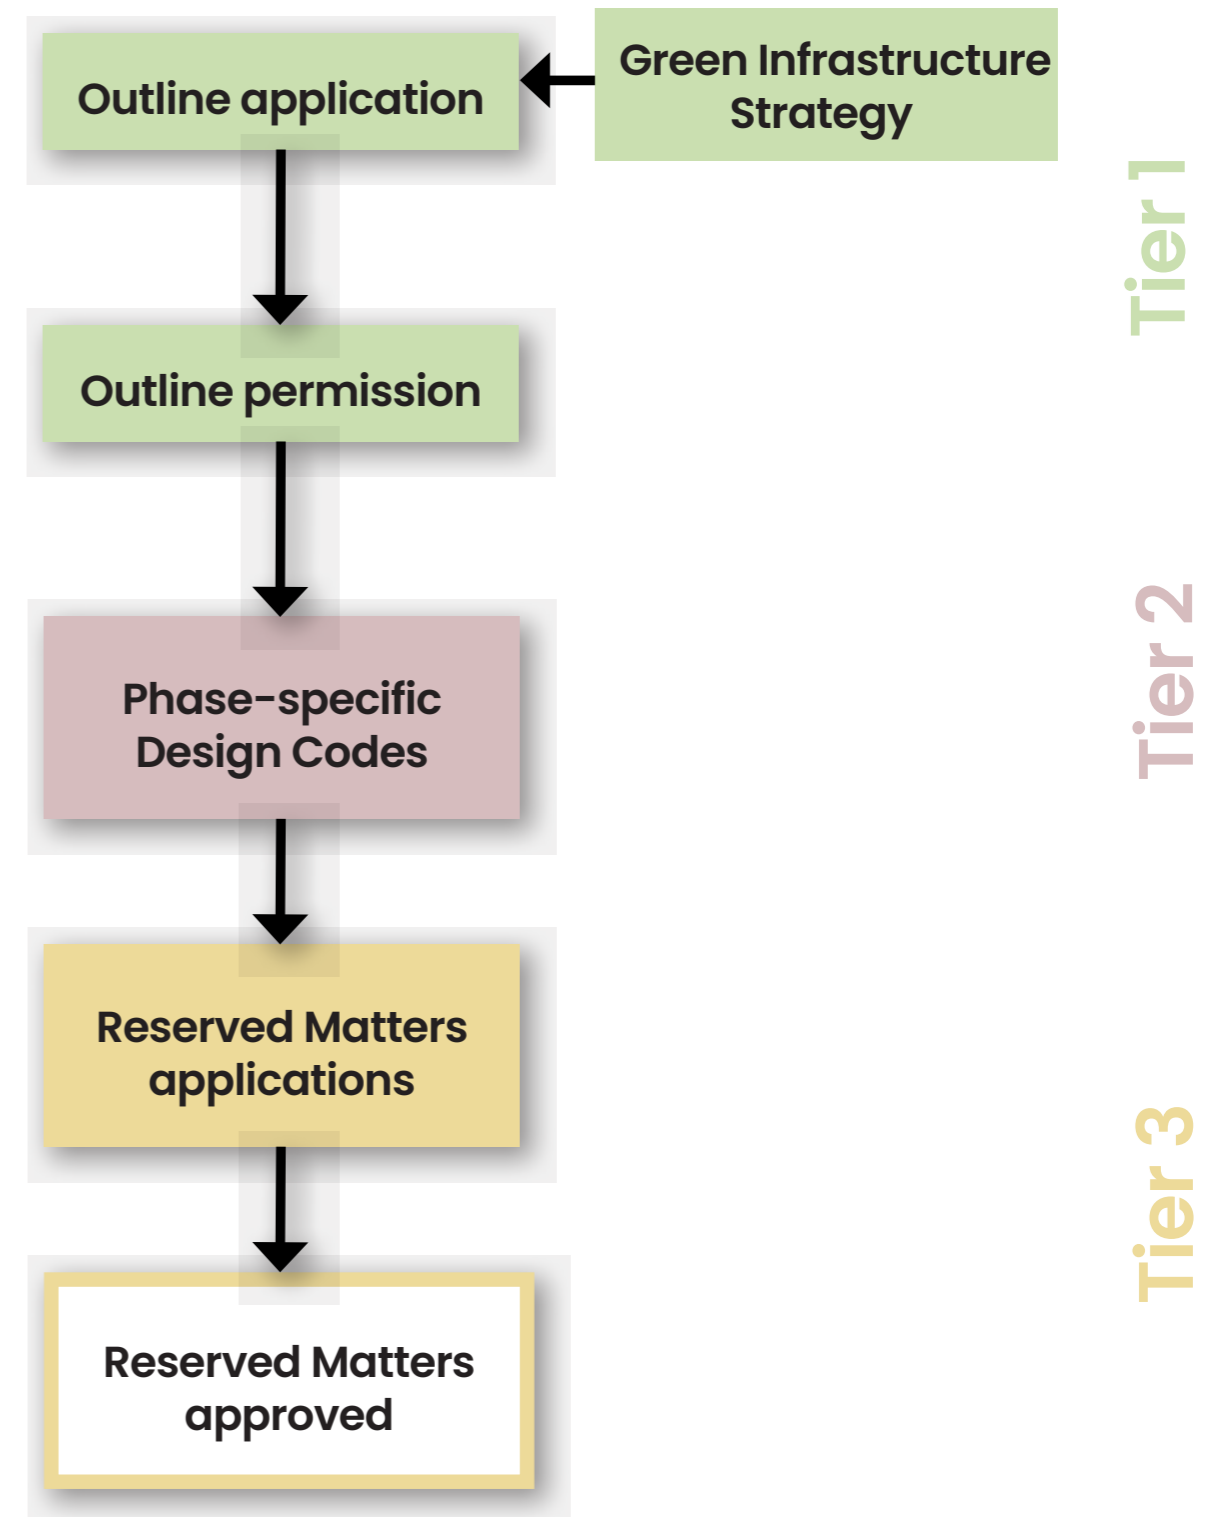 Outline application
Green Infrastructure
Strategy
Tier 1
Outline permission
Phase-specific
Design Codes
Tier 2
Reserved Matters
applications
Tier 3
Reserved Matters
approved